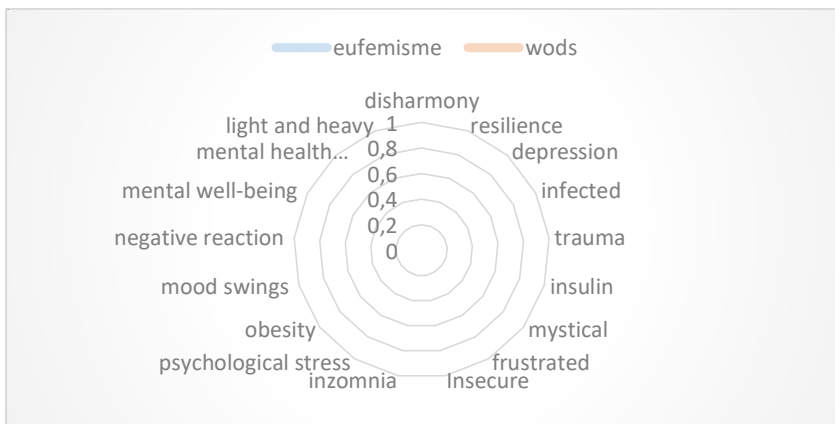 eufemisme
wods
disharmony
resilience
depression
infected
trauma
insulin
mystical
frustrated
Insecure
inzomnia
psychological stress
obesity
mood swings
negative reaction
mental well-being
mental health...
light and heavy
1
0,8
0,6
0,4
0,2
0